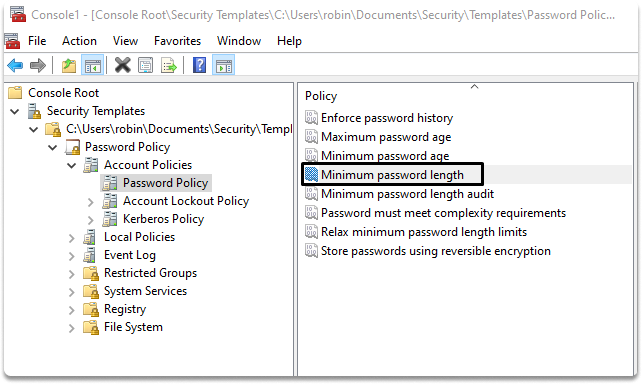 Console1 - [Console Root\Security Templates\C:\Users\robin\Documents\Security\Templates\Password Polic...
File Action View Favorites Window Help
Console Root
Security Templates
C:\Users\robin\Documents\Security\Templ
Password Policy
Account Policies
Password Policy
Account Lockout Policy
Kerberos Policy
Local Policies
Event Log
Restricted Groups
System Services
Registry
File System
Policy
Enforce password history
Maximum password age
Minimum password age
Minimum password length
Minimum password length audit
Password must meet complexity requirements
Relax minimum password length limits
Store passwords using reversible encryption